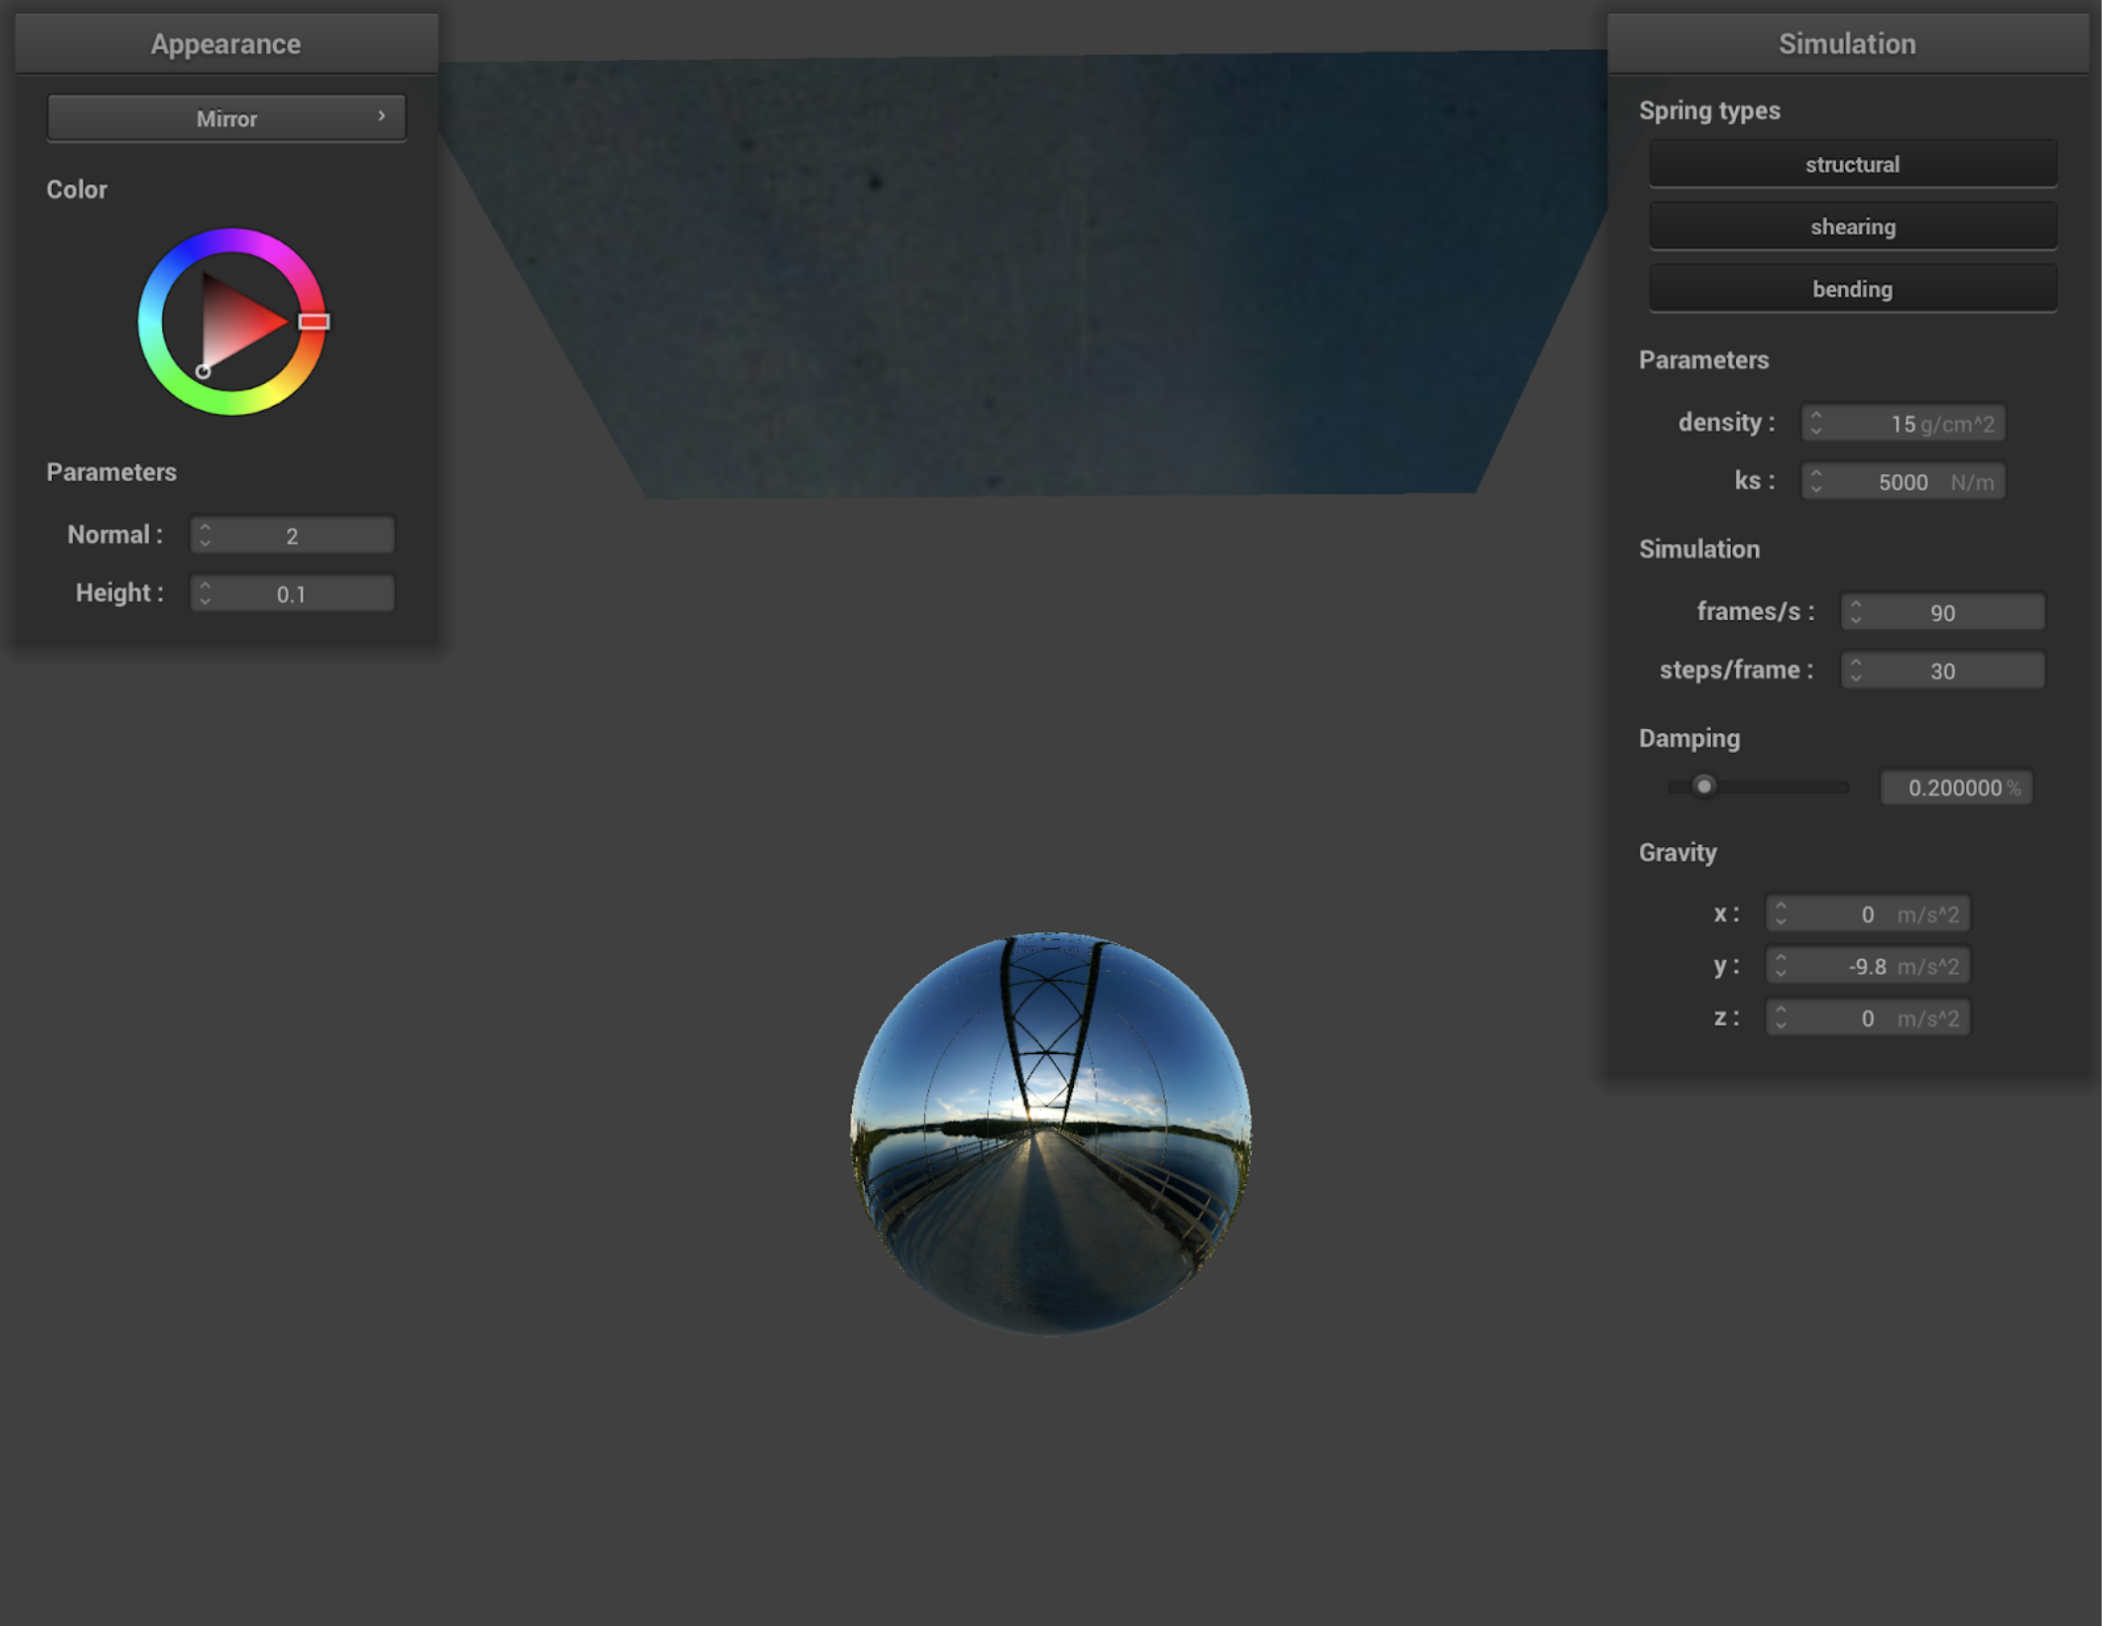 Appearance
Mirror
Color
Parameters
Normal : 2
Height : 0.1
Simulation
Spring types
structural
shearing
bending
Parameters
density : 15 g/cm^2
ks : 5000 N/m
Simulation
frames/s : 90
steps/frame : 30
Damping
0.200000 %
Gravity
x : 0 m/s^2
y : -9.8 m/s^2
z : 0 m/s^2